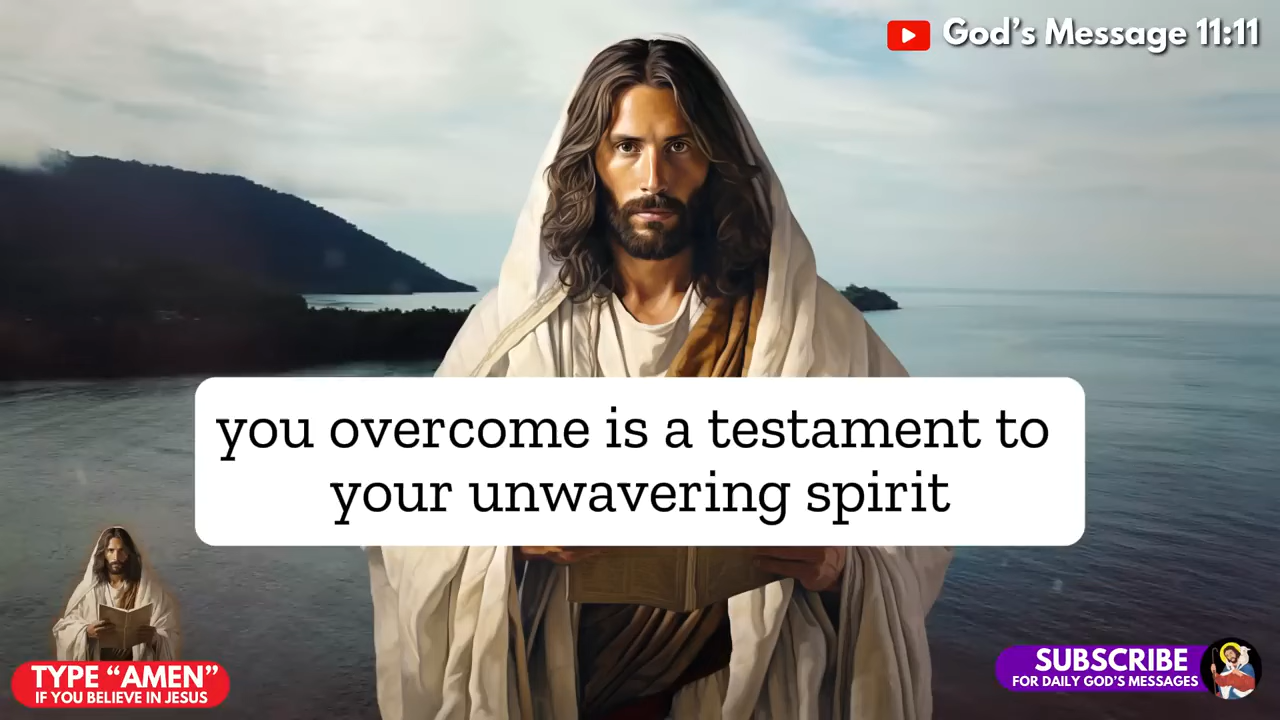 God's Message 11:11
you overcome is a testament to
your unwavering spirit
TYPE “AMEN”
IF YOU BELIEVE IN JESUS
SUBSCRIBE
FOR DAILY GOD'S MESSAGES